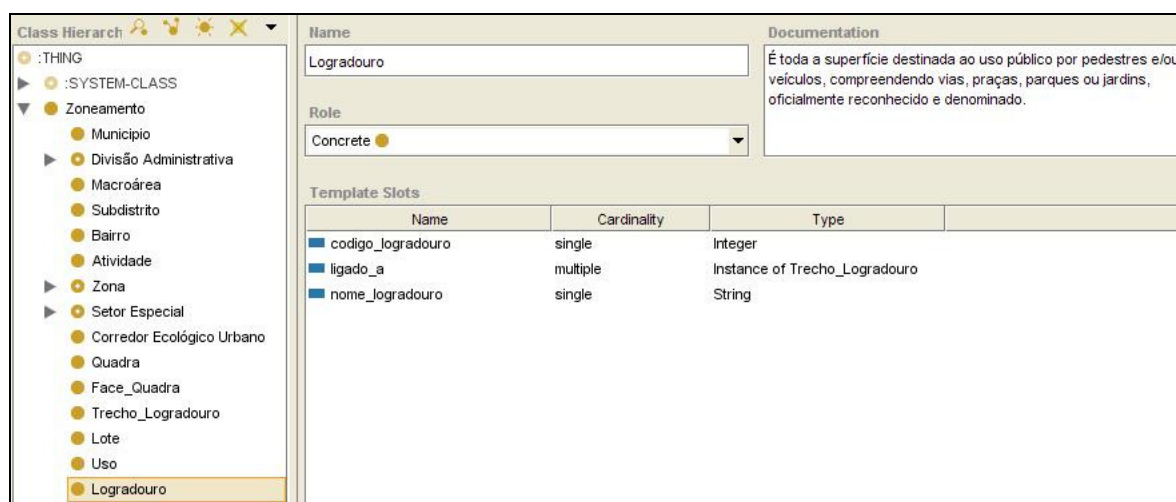 Class Hierarch
:THING
:SYSTEM-CLASS
Zoneamento
Municipio
Divisão Administrativa
Macroárea
Subdistrito
Bairro
Atividade
Zona
Setor Especial
Corredor Ecológico Urbano
Quadra
Face_Quadra
Trecho_Logradouro
Lote
Uso
Logradouro
Name
Logradouro
Role
Concrete
Documentation
É toda a superfície destinada ao uso público por pedestres e/ou
veículos, compreendendo vias, praças, parques ou jardins,
oficialmente reconhecido e denominado.
Template Slots
Name Cardinality Type
codigo_logradouro single Integer
ligado_a multiple Instance of Trecho_Logradouro
nome_logradouro single String